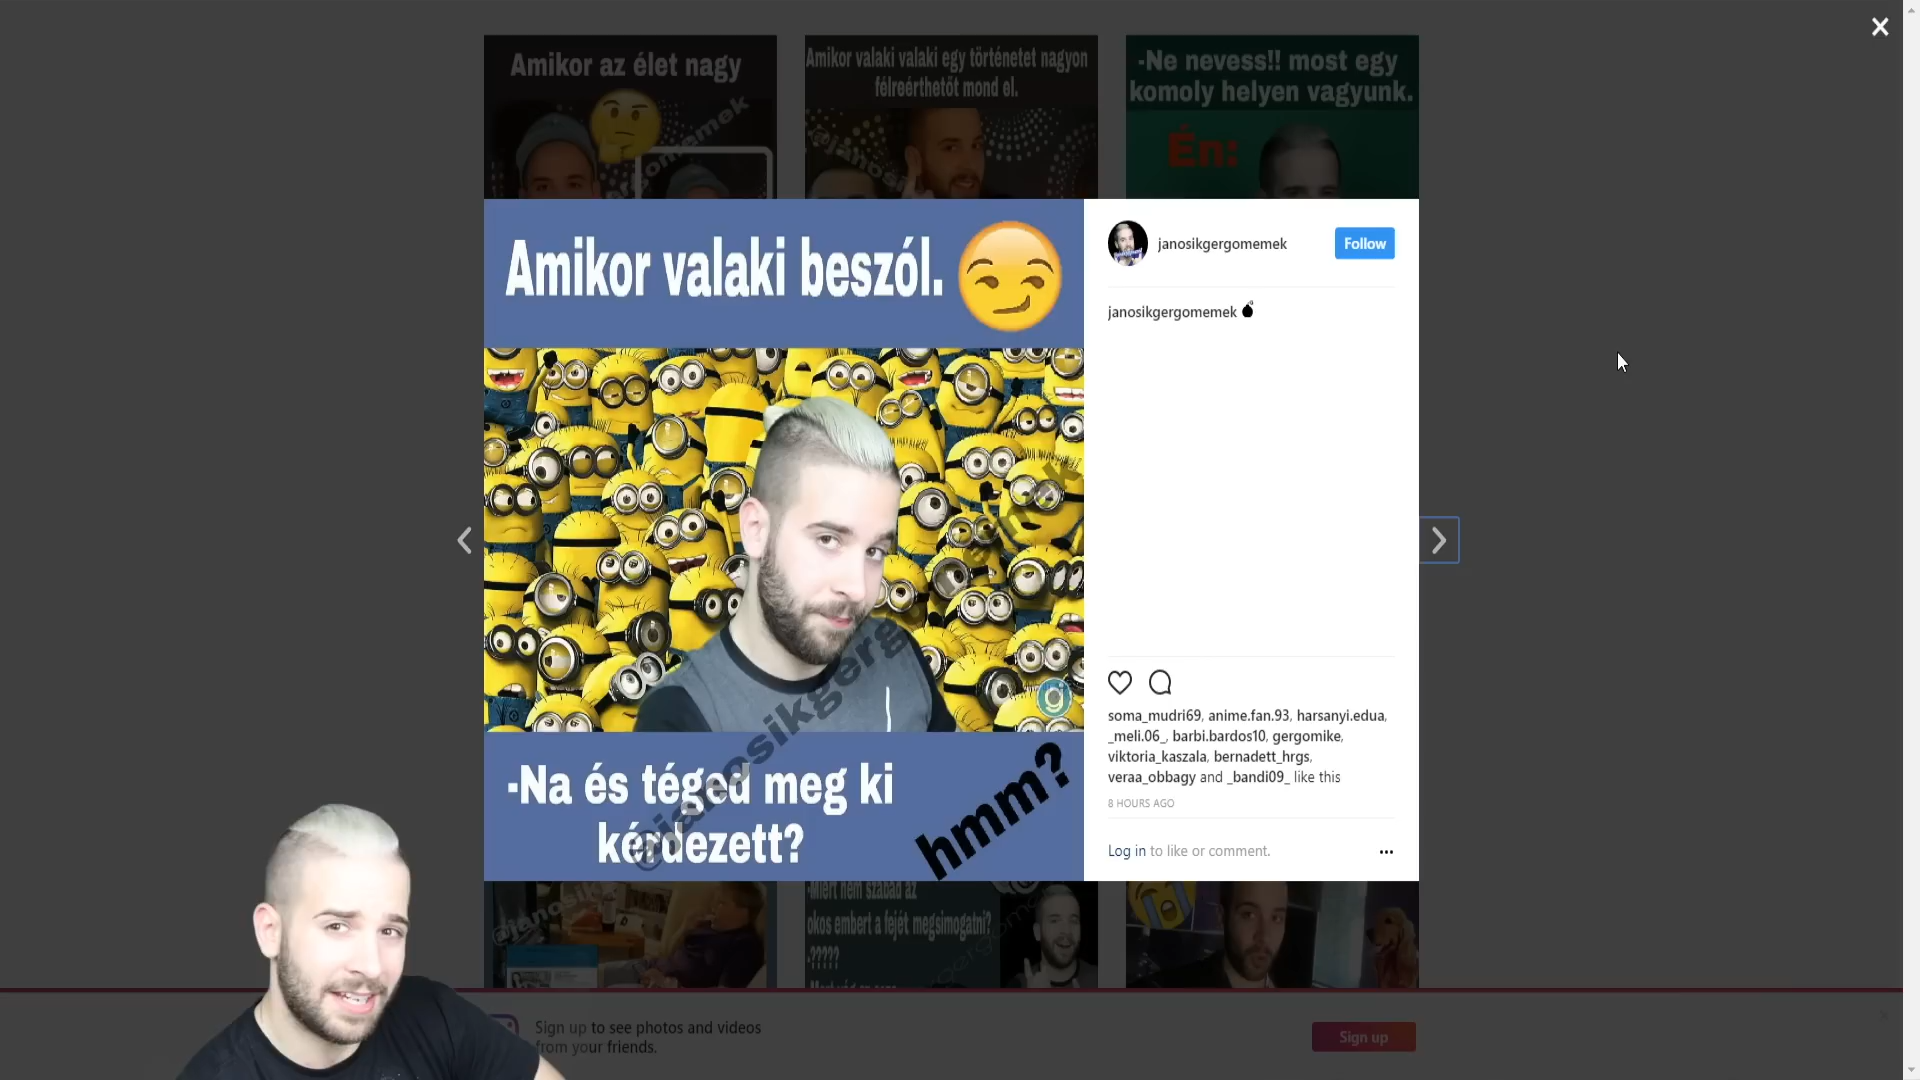 Amikor az élet nagy
Amikor valaki valaki egy történetet nagyon
félreérthetőt mond el.
-Ne nevess!! most egy
komoly helyen vagyunk.
Én:
Amikor valaki beszól.
@janosikgergomemek
-Na és téged meg ki
kérdezett?
hmm?
janosikgergomemek
Follow
janosikgergomemek
soma_mudri69, anime.fan.93, harsanyi.edua,
_meli.06_, barbi.bardos10, gergomike,
viktoria_kaszala, bernadett_hrgs,
veraa_obbagy and _bandi09_ like this
8 HOURS AGO
Log in to like or comment.
-Miért nem szabad az
okos embert a fejét megsimogatni?
-?????
Sign up to see photos and videos
from your friends.
Sign up